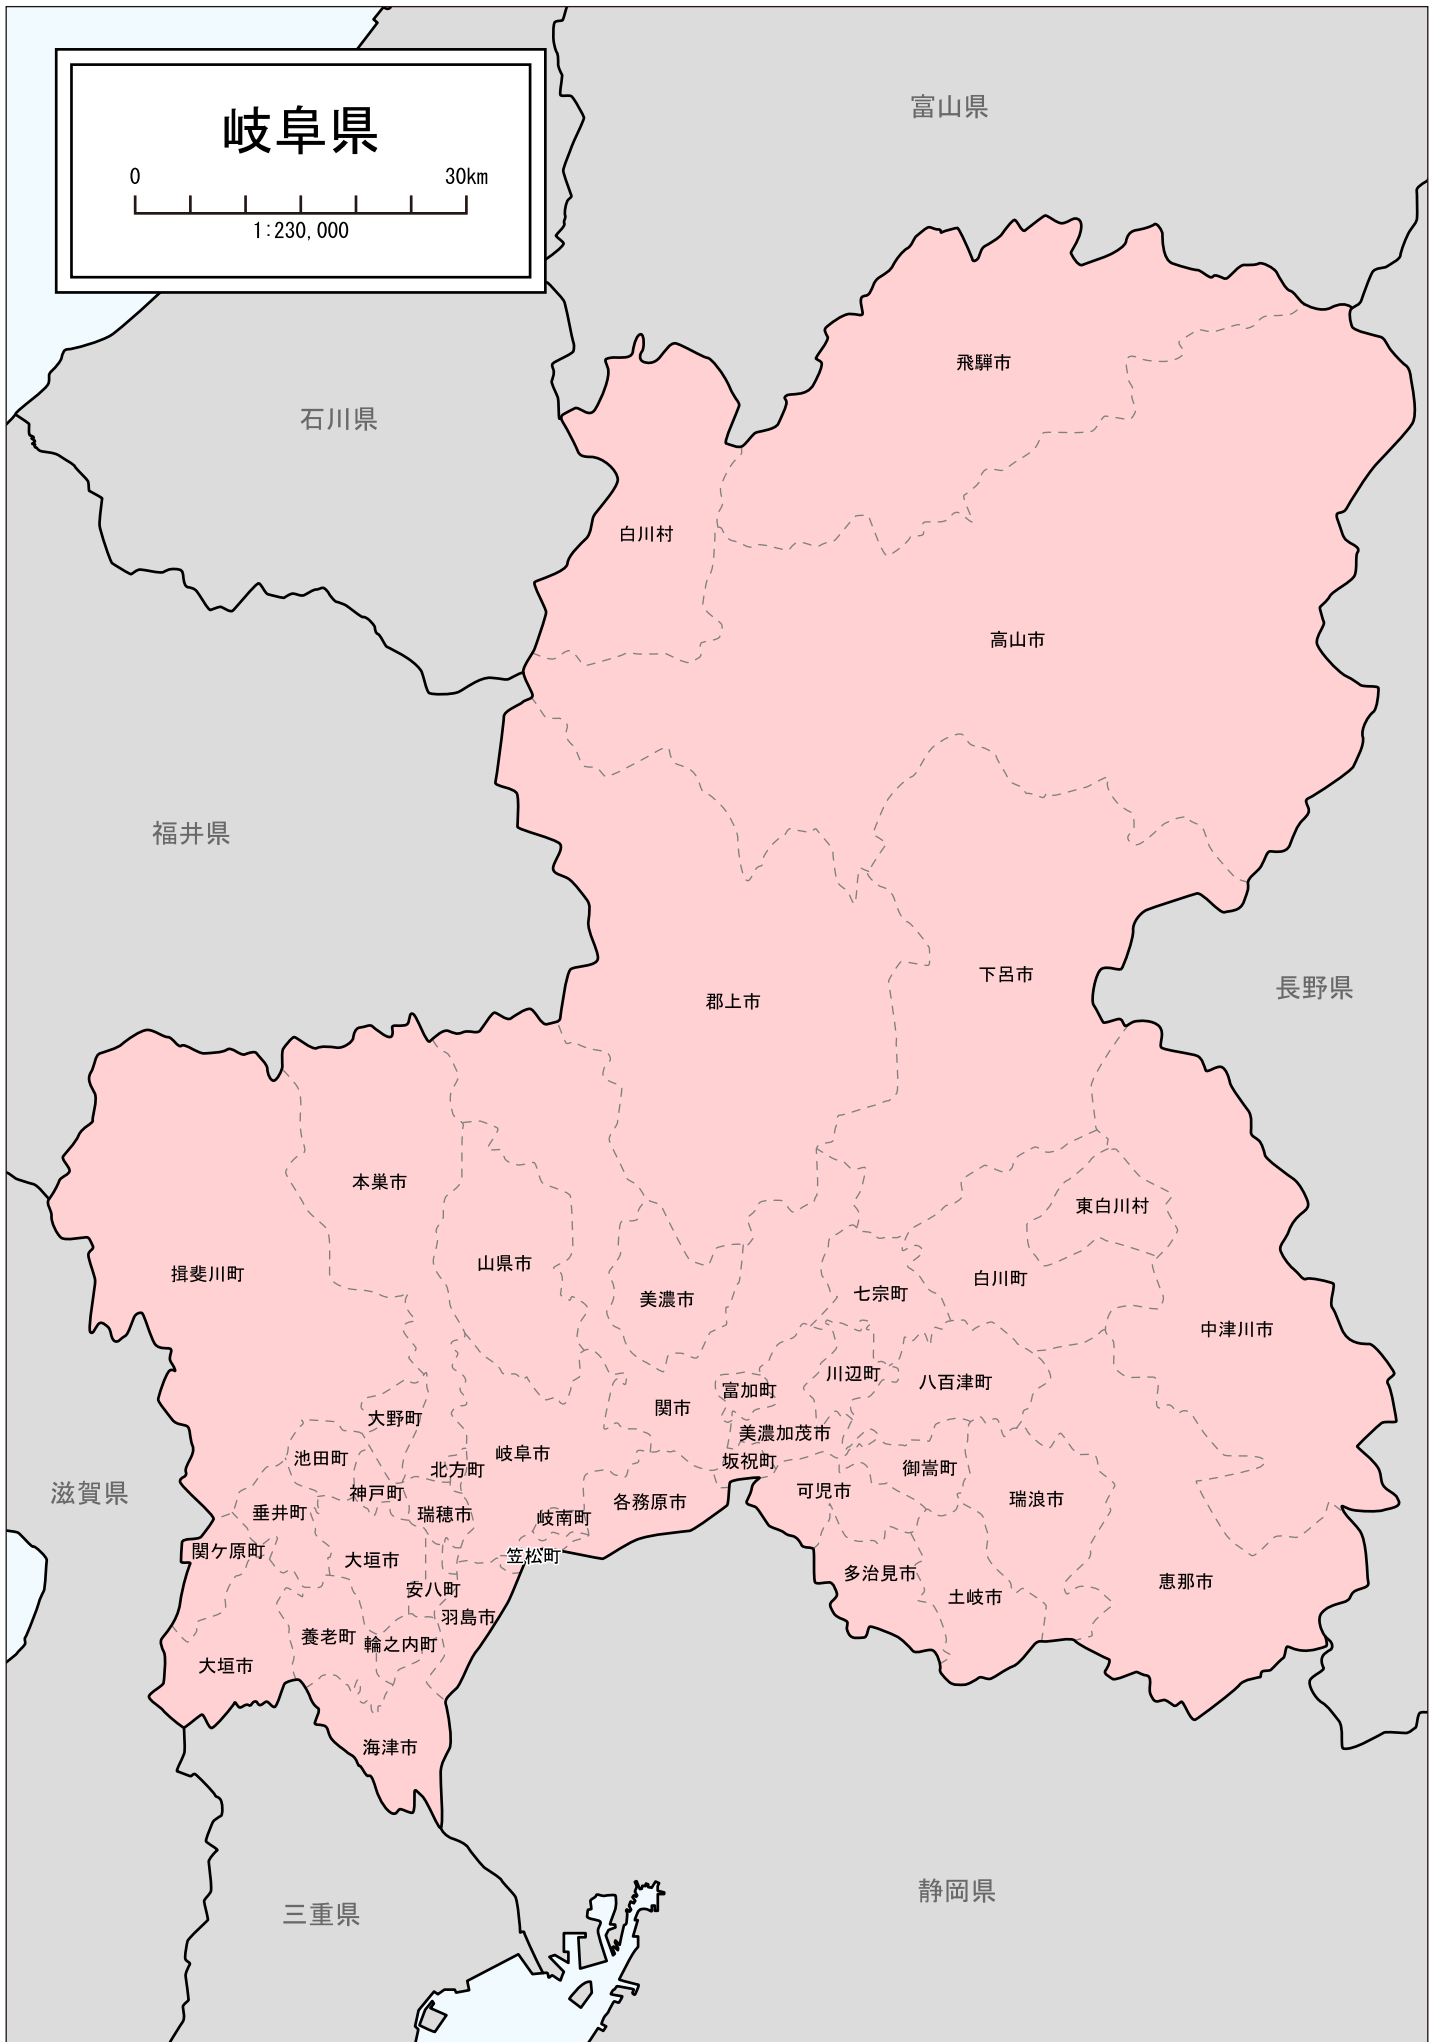 岐阜県
0 30km
1:230,000
富山県
石川県
福井県
長野県
滋賀県
三重県
静岡県
飛騨市
白川村
高山市
下呂市
郡上市
本巣市
東白川村
山県市
揖斐川町
白川町
七宗町
美濃市
中津川市
川辺町
八百津町
富加町
関市
大野町
美濃加茂市
岐阜市
池田町
坂祝町
御嵩町
北方町
可児市
神戸町
瑞浪市
各務原市
垂井町
瑞穂市
岐南町
関ケ原町
笠松町
大垣市
多治見市
恵那市
安八町
土岐市
羽島市
養老町
輪之内町
大垣市
海津市